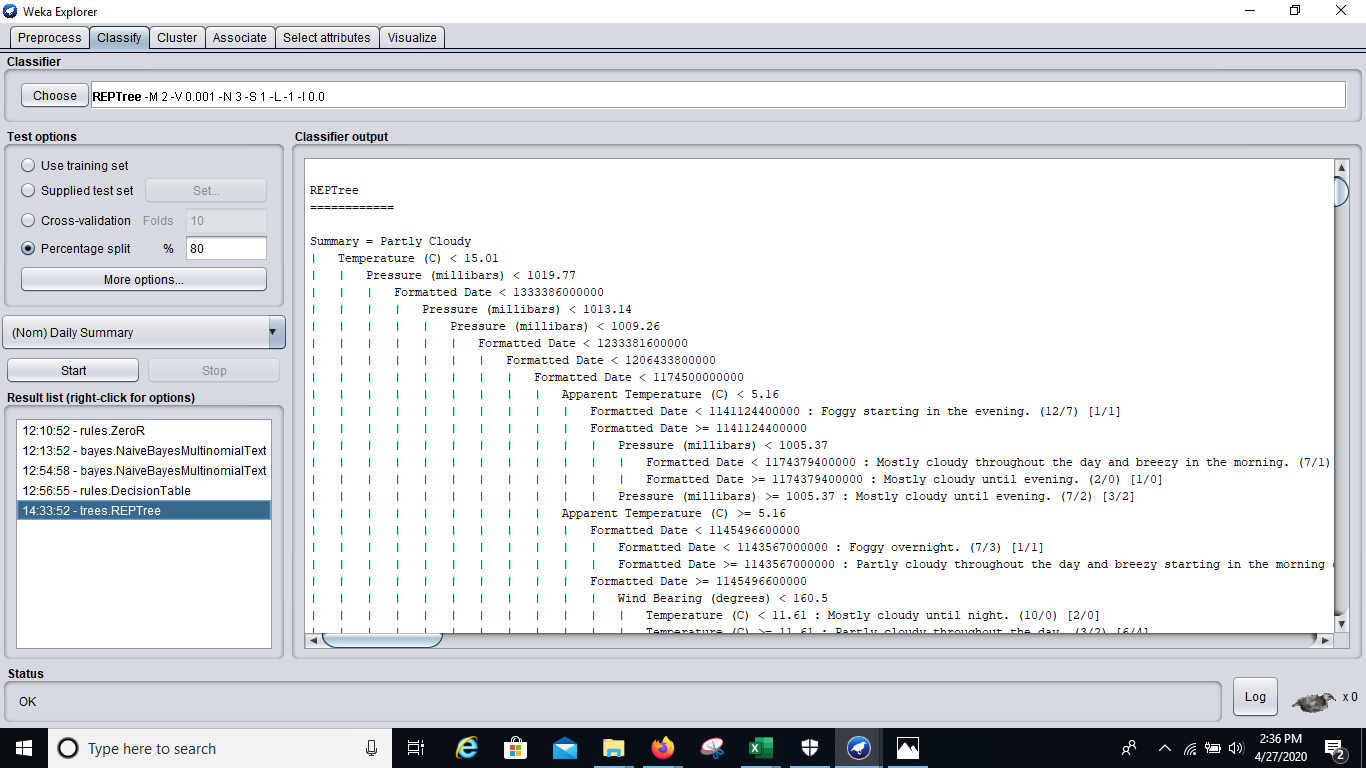 Weka Explorer
Preprocess Classify Cluster Associate Select attributes Visualize
Classifier
Choose REPTree -M 2 -V 0.001 -N 3 -S 1 -L -1 -I 0.0
Test options
Use training set
Supplied test set Set...
Cross-validation Folds 10
Percentage split % 80
More options...
(Nom) Daily Summary
Start Stop
Result list (right-click for options)
12:10:52 - rules.ZeroR
12:13:52 - bayes.NaiveBayesMultinomialText
12:54:58 - bayes.NaiveBayesMultinomialText
12:56:55 - rules.DecisionTable
14:33:52 - trees.REPTree
Classifier output
REPTree
============
Summary = Partly Cloudy
| Temperature (C) < 15.01
| | Pressure (millibars) < 1019.77
| | | Formatted Date < 1333386000000
| | | | Pressure (millibars) < 1013.14
| | | | | Pressure (millibars) < 1009.26
| | | | | | Formatted Date < 1233381600000
| | | | | | | Formatted Date < 1206433800000
| | | | | | | | Formatted Date < 1174500000000
| | | | | | | | | Apparent Temperature (C) < 5.16
| | | | | | | | | | Formatted Date < 1141124400000 : Foggy starting in the evening. (12/7) [1/1]
| | | | | | | | | | Formatted Date >= 1141124400000
| | | | | | | | | | | Pressure (millibars) < 1005.37
| | | | | | | | | | | | Formatted Date < 1174379400000 : Mostly cloudy throughout the day and breezy in the morning. (7/1)
| | | | | | | | | | | | Formatted Date >= 1174379400000 : Mostly cloudy until evening. (2/0) [1/0]
| | | | | | | | | | | Pressure (millibars) >= 1005.37 : Mostly cloudy until evening. (7/2) [3/2]
| | | | | | | | | Apparent Temperature (C) >= 5.16
| | | | | | | | | | Formatted Date < 1145496600000
| | | | | | | | | | | Formatted Date < 1143567000000 : Foggy overnight. (7/3) [1/1]
| | | | | | | | | | | Formatted Date >= 1143567000000 : Partly cloudy throughout the day and breezy starting in the morning
| | | | | | | | | | Formatted Date >= 1145496600000
| | | | | | | | | | | Wind Bearing (degrees) < 160.5
| | | | | | | | | | | | Temperature (C) < 11.61 : Mostly cloudy until night. (10/0) [2/0]
| | | | | | | | | | | | Temperature (C) >= 11.61 : Partly cloudy throughout the day. (3/2) [6/4]
Status
OK
Log x 0
Type here to search
2:36 PM
4/27/2020
2